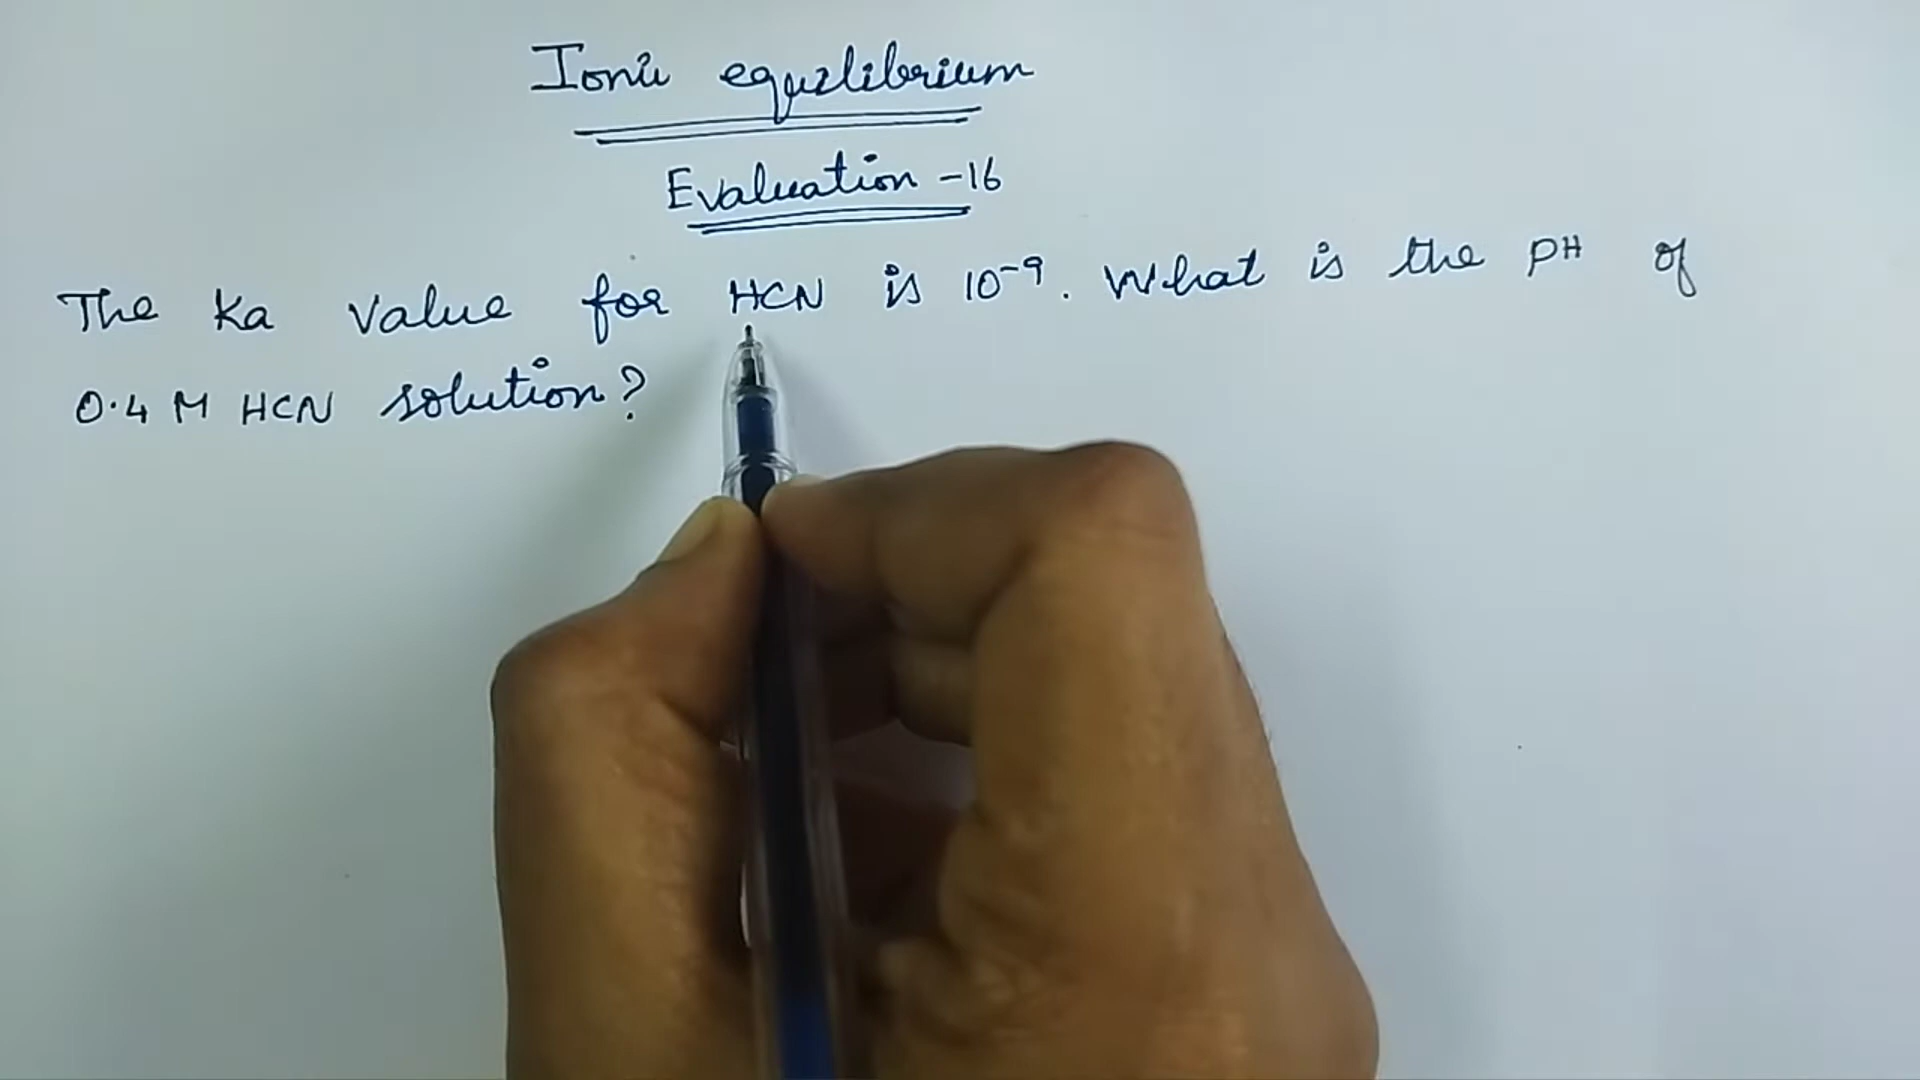 Ionic equilibrium
Evaluation -16
The Ka value for HCN is 10⁻⁹. What is the pH of
0.4 M HCN solution?